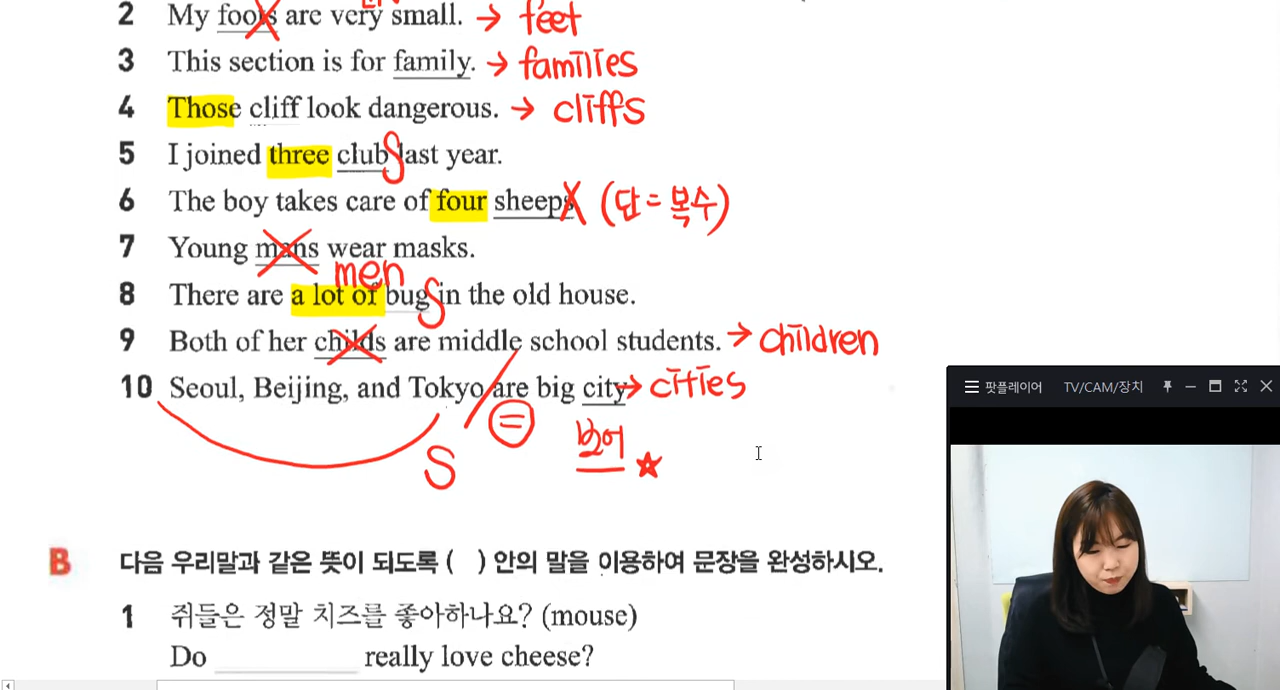 2 My foots are very small. → feet
3 This section is for family. → families
4 Those cliff look dangerous. → cliffs
5 I joined three club S last year.
6 The boy takes care of four sheeps X (단=복수)
7 Young mans wear masks.
men
8 There are a lot of bug S in the old house.
9 Both of her childs are middle school students. → children
10 Seoul, Beijing, and Tokyo / are big city → cities
S = 보어 ☆
B 다음 우리말과 같은 뜻이 되도록 ( ) 안의 말을 이용하여 문장을 완성하시오.
1 쥐들은 정말 치즈를 좋아하나요? (mouse)
Do ________ really love cheese?
팟플레이어 TV/CAM/장치